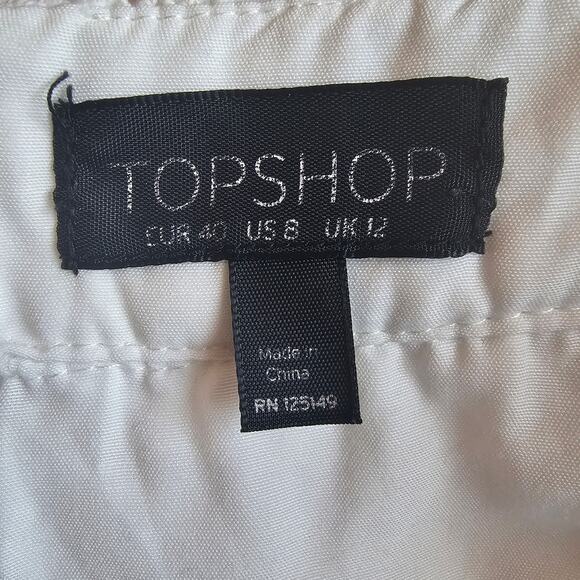 TOPSHOP
EUR 40 US 8 UK 12
Made in
China
RN 125149